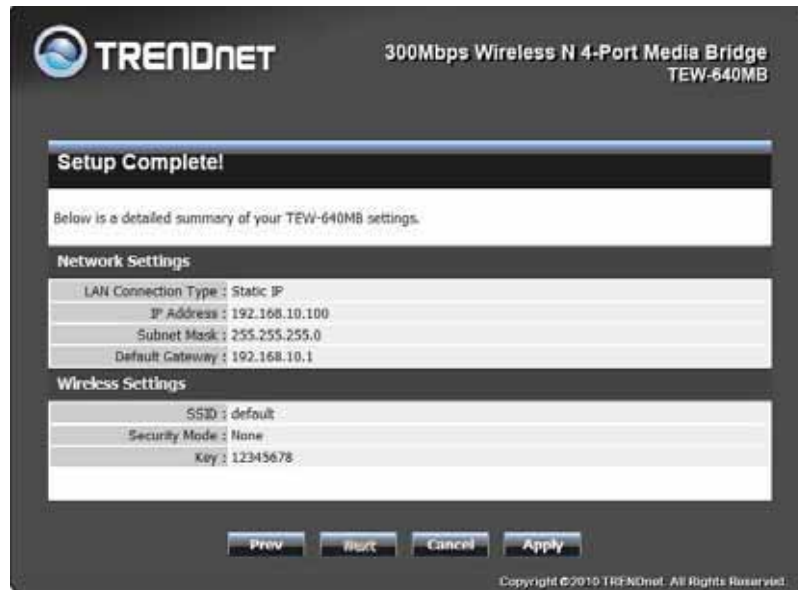 TRENDNET
300Mbps Wireless N 4-Port Media Bridge
TEW-640MB
Setup Complete!
Below is a detailed summary of your TEW-640MB settings.
Network Settings
LAN Connection Type : Static IP
IP Address : 192.168.10.100
Subnet Mask : 255.255.255.0
Default Gateway : 192.168.10.1
Wireless Settings
SSID : default
Security Mode : None
Key : 12345678
Prev Next Cancel Apply
Copyright ©2010 TRENDnet. All Rights Reserved.